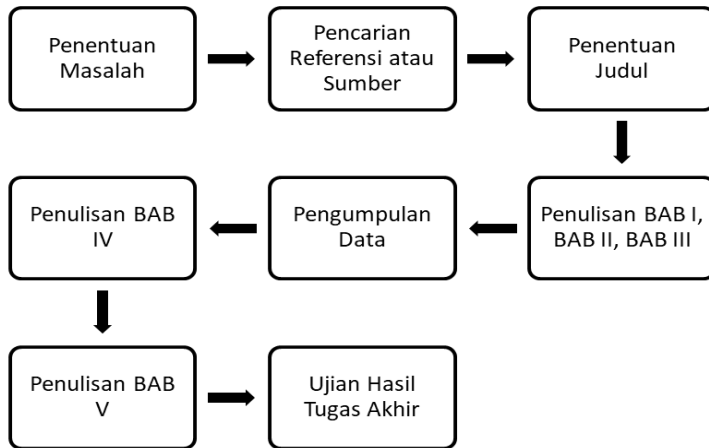 Penentuan
Masalah
Pencarian
Referensi atau
Sumber
Penentuan
Judul
Penulisan BAB I,
BAB II, BAB III
Pengumpulan
Data
Penulisan BAB
IV
Penulisan BAB
V
Ujian Hasil
Tugas Akhir